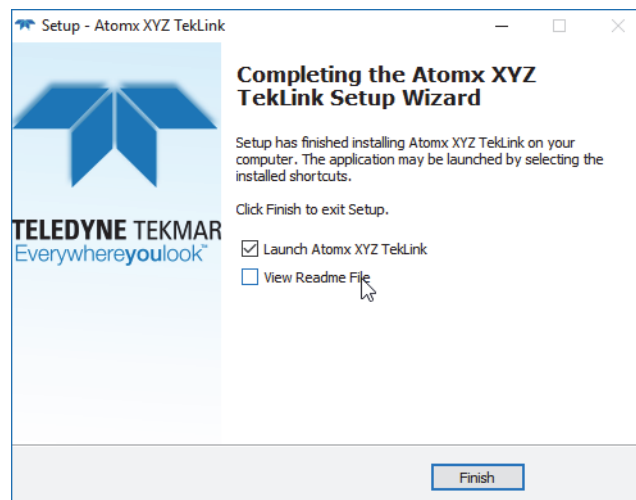 Setup - Atomx XYZ TekLink
Completing the Atomx XYZ
TekLink Setup Wizard
Setup has finished installing Atomx XYZ TekLink on your
computer. The application may be launched by selecting the
installed shortcuts.
Click Finish to exit Setup.
Launch Atomx XYZ TekLink
View Readme File
TELEDYNE TEKMAR
Everywhereyoulook™
Finish